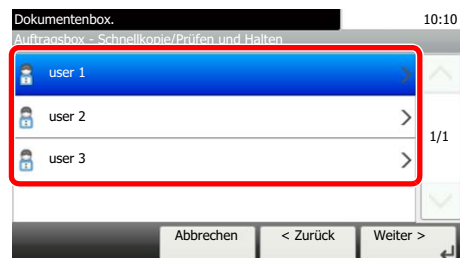 Dokumentenbox. 10:10
Auftragsbox - Schnellkopie/Prüfen und Halten
user 1
user 2
1/1
user 3
Abbrechen < Zurück Weiter >